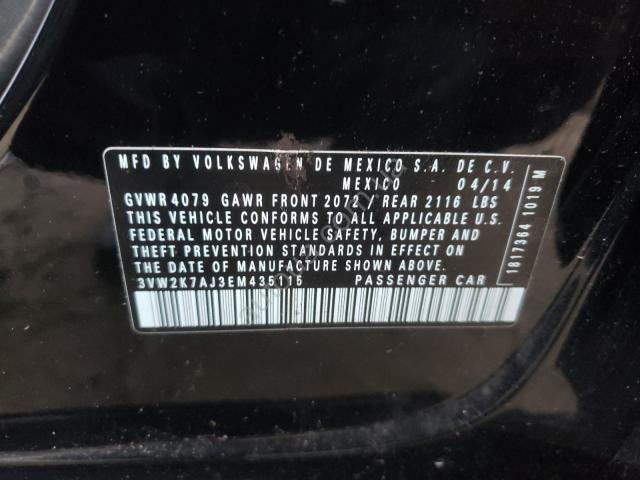 MFD BY VOLKSWAGEN DE MEXICO S.A. DE C.V.
MEXICO 04/14
GVWR 4079 GAWR FRONT 2072 / REAR 2116 LBS
THIS VEHICLE CONFORMS TO ALL APPLICABLE U.S.
FEDERAL MOTOR VEHICLE SAFETY, BUMPER AND
THEFT PREVENTION STANDARDS IN EFFECT ON
THE DATE OF MANUFACTURE SHOWN ABOVE
3VW2K7AJ3EM435115 PASSENGER CAR
1817364 1019 M